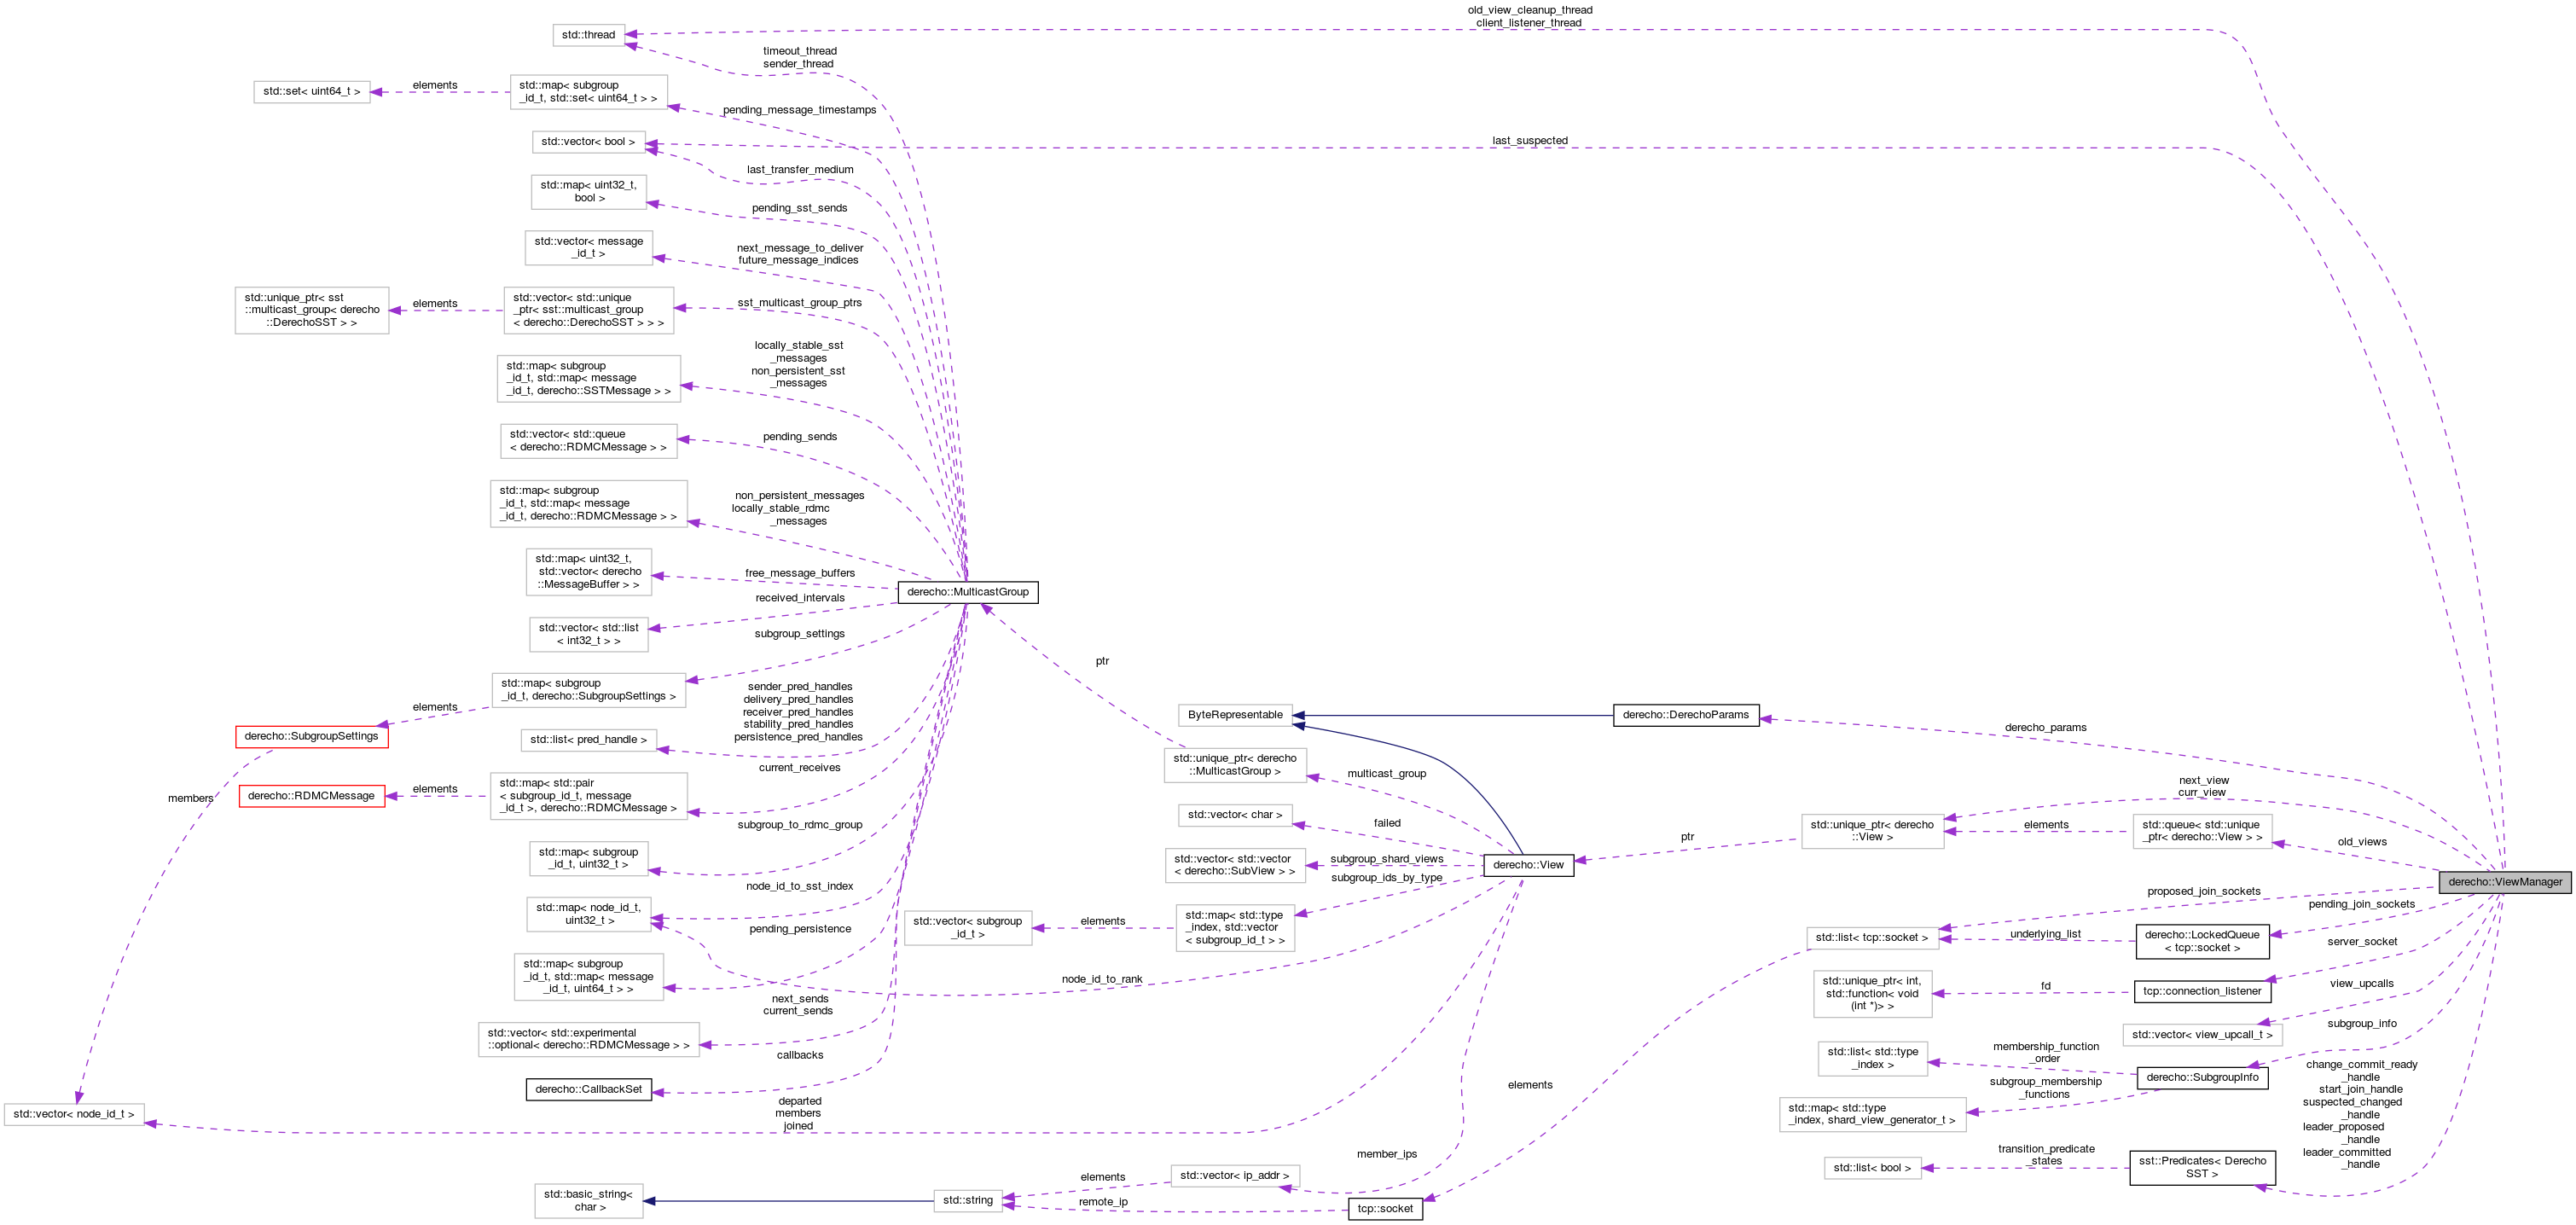 old_view_cleanup_thread
client_listener_thread
std::thread
timeout_thread
sender_thread
std::set< uint64_t >
elements
std::map< subgroup
_id_t, std::set< uint64_t > >
pending_message_timestamps
std::vector< bool >
last_suspected
last_transfer_medium
std::map< uint32_t,
bool >
pending_sst_sends
std::vector< message
_id_t >
next_message_to_deliver
future_message_indices
std::unique_ptr< sst
::multicast_group< derecho
::DerechoSST > >
elements
std::vector< std::unique
_ptr< sst::multicast_group
< derecho::DerechoSST > > >
sst_multicast_group_ptrs
std::map< subgroup
_id_t, std::map< message
_id_t, derecho::SSTMessage > >
locally_stable_sst
_messages
non_persistent_sst
_messages
std::vector< std::queue
< derecho::RDMCMessage > >
pending_sends
std::map< subgroup
_id_t, std::map< message
_id_t, derecho::RDMCMessage > >
non_persistent_messages
locally_stable_rdmc
_messages
std::map< uint32_t,
std::vector< derecho
::MessageBuffer > >
free_message_buffers
derecho::MulticastGroup
std::vector< std::list
< int32_t > >
received_intervals
subgroup_settings
std::map< subgroup
_id_t, derecho::SubgroupSettings >
elements
derecho::SubgroupSettings
std::list< pred_handle >
sender_pred_handles
delivery_pred_handles
receiver_pred_handles
stability_pred_handles
persistence_pred_handles
ptr
ByteRepresentable
derecho::DerechoParams
derecho_params
std::unique_ptr< derecho
::MulticastGroup >
multicast_group
members
derecho::RDMCMessage
elements
std::map< std::pair
< subgroup_id_t, message
_id_t >, derecho::RDMCMessage >
current_receives
next_view
curr_view
std::vector< char >
failed
ptr
std::unique_ptr< derecho
::View >
elements
std::queue< std::unique
_ptr< derecho::View > >
old_views
subgroup_to_rdmc_group
std::map< subgroup
_id_t, uint32_t >
std::vector< std::vector
< derecho::SubView > >
subgroup_shard_views
subgroup_ids_by_type
derecho::View
derecho::ViewManager
node_id_to_sst_index
std::map< node_id_t,
uint32_t >
std::vector< subgroup
_id_t >
elements
std::map< std::type
_index, std::vector
< subgroup_id_t > >
proposed_join_sockets
pending_join_sockets
std::list< tcp::socket >
underlying_list
derecho::LockedQueue
< tcp::socket >
server_socket
pending_persistence
std::map< subgroup
_id_t, std::map< message
_id_t, uint64_t > >
node_id_to_rank
std::unique_ptr< int,
std::function< void
(int *)> >
fd
tcp::connection_listener
view_upcalls
next_sends
current_sends
std::vector< std::experimental
::optional< derecho::RDMCMessage > >
std::vector< view_upcall_t >
subgroup_info
callbacks
derecho::CallbackSet
std::list< std::type
_index >
membership_function
_order
derecho::SubgroupInfo
subgroup_membership
_functions
std::map< std::type
_index, shard_view_generator_t >
elements
std::vector< node_id_t >
departed
members
joined
change_commit_ready
_handle
start_join_handle
suspected_changed
_handle
leader_proposed
_handle
leader_committed
_handle
member_ips
std::list< bool >
transition_predicate
_states
sst::Predicates< Derecho
SST >
std::basic_string<
char >
std::string
elements
remote_ip
std::vector< ip_addr >
tcp::socket